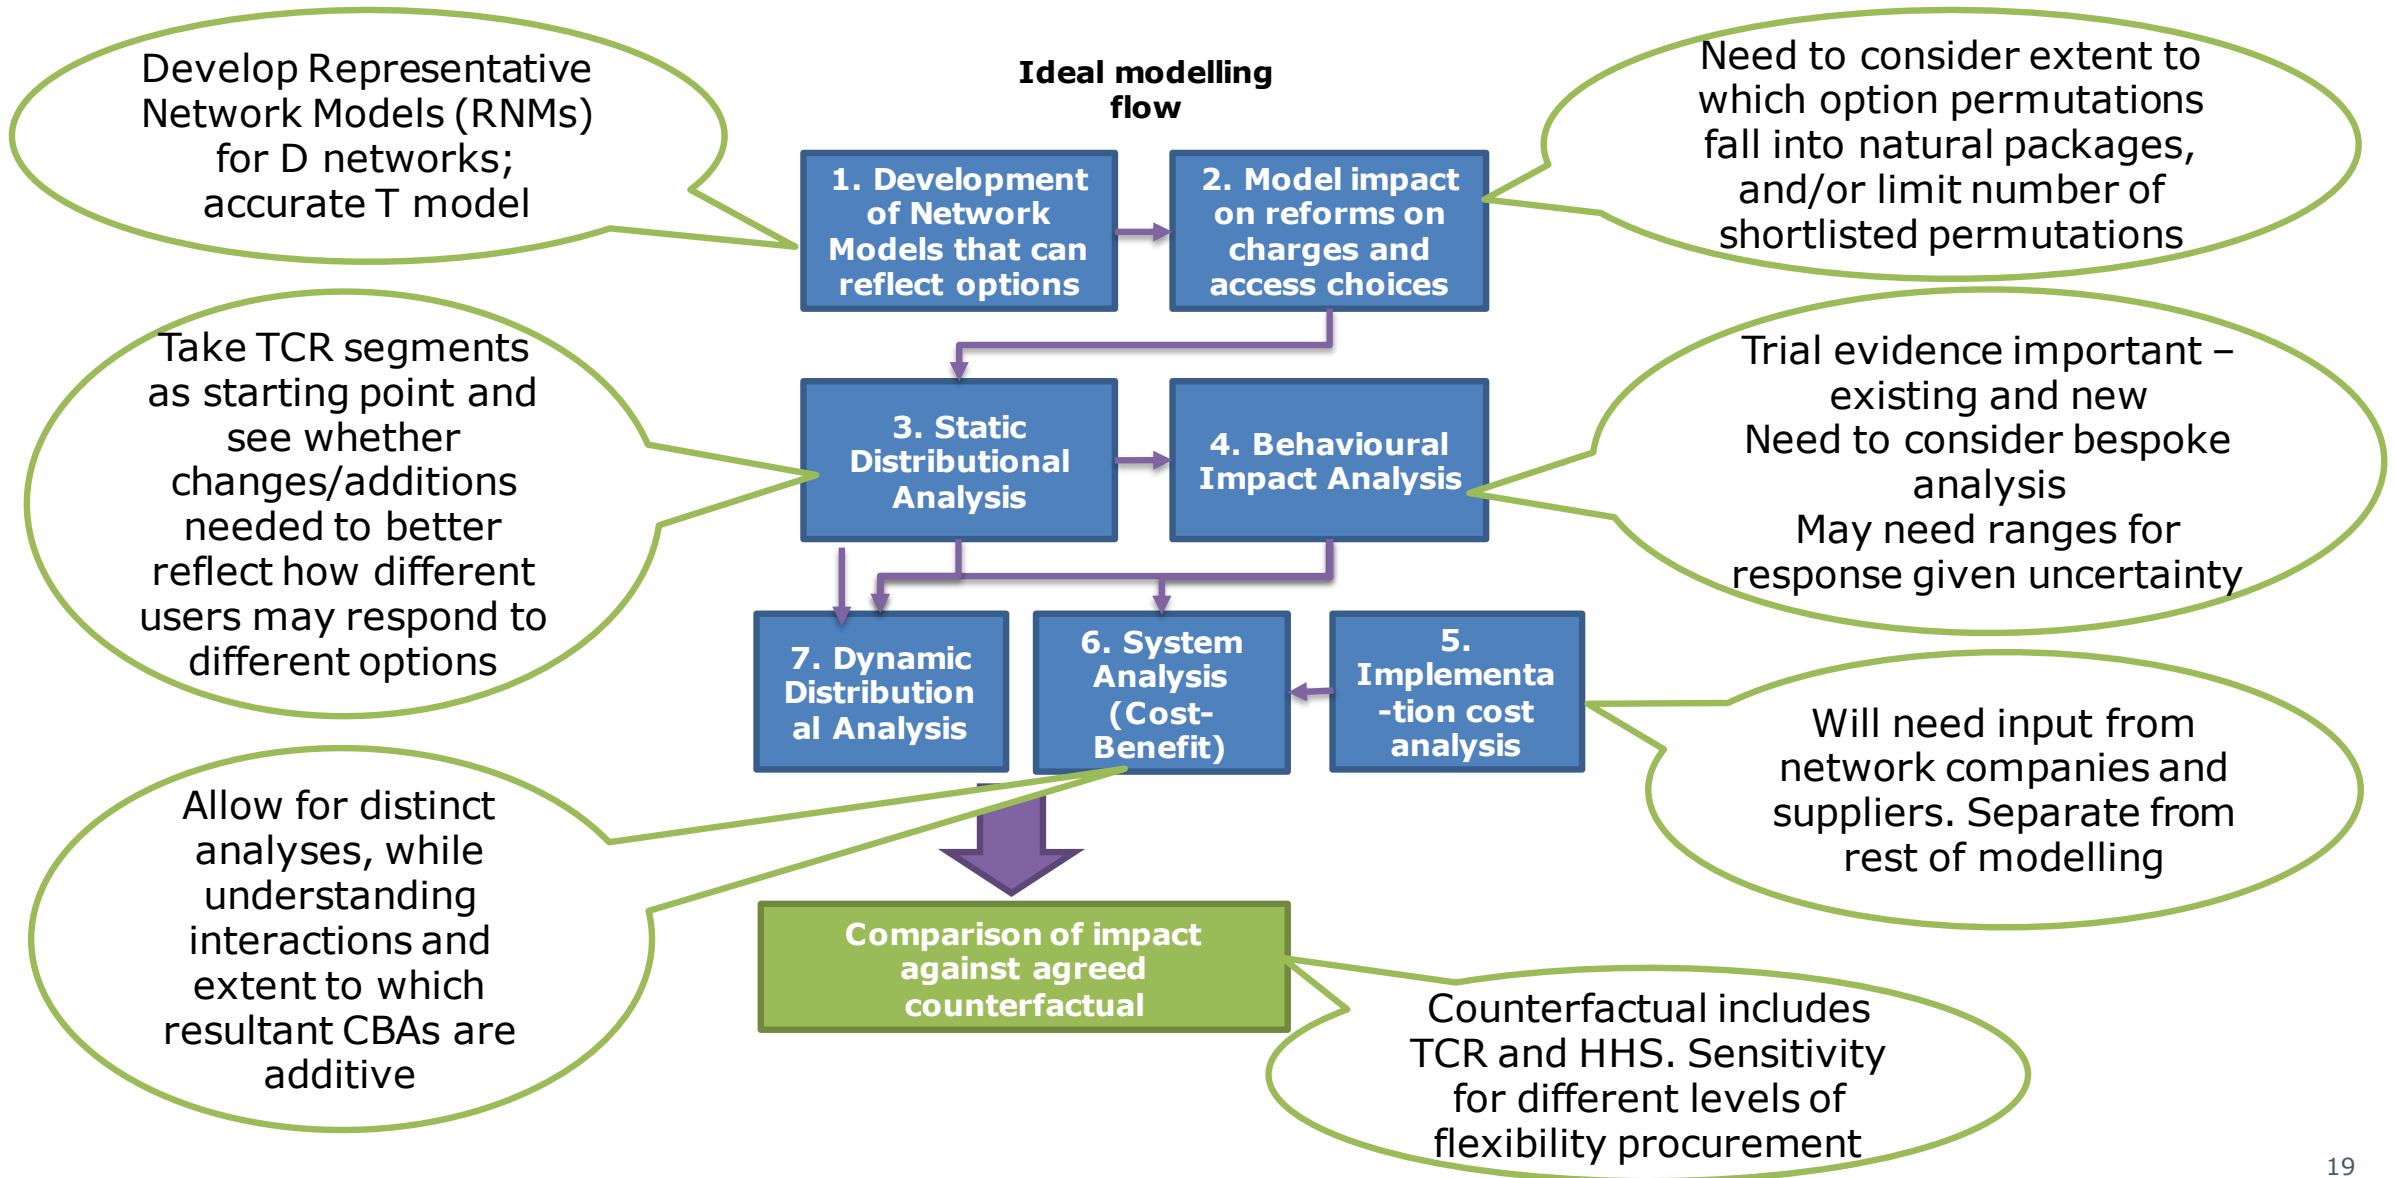 Ideal modelling
flow
Develop Representative
Network Models (RNMs)
for D networks;
accurate T model
1. Development
of Network
Models that can
reflect options
2. Model impact
on reforms on
charges and
access choices
Need to consider extent to
which option permutations
fall into natural packages,
and/or limit number of
shortlisted permutations
Take TCR segments
as starting point and
see whether
changes/additions
needed to better
reflect how different
users may respond to
different options
3. Static
Distributional
Analysis
4. Behavioural
Impact Analysis
Trial evidence important –
existing and new
Need to consider bespoke
analysis
May need ranges for
response given uncertainty
7. Dynamic
Distribution
al Analysis
6. System
Analysis
(Cost-
Benefit)
5.
Implementa
-tion cost
analysis
Will need input from
network companies and
suppliers. Separate from
rest of modelling
Allow for distinct
analyses, while
understanding
interactions and
extent to which
resultant CBAs are
additive
Comparison of impact
against agreed
counterfactual
Counterfactual includes
TCR and HHS. Sensitivity
for different levels of
flexibility procurement
19